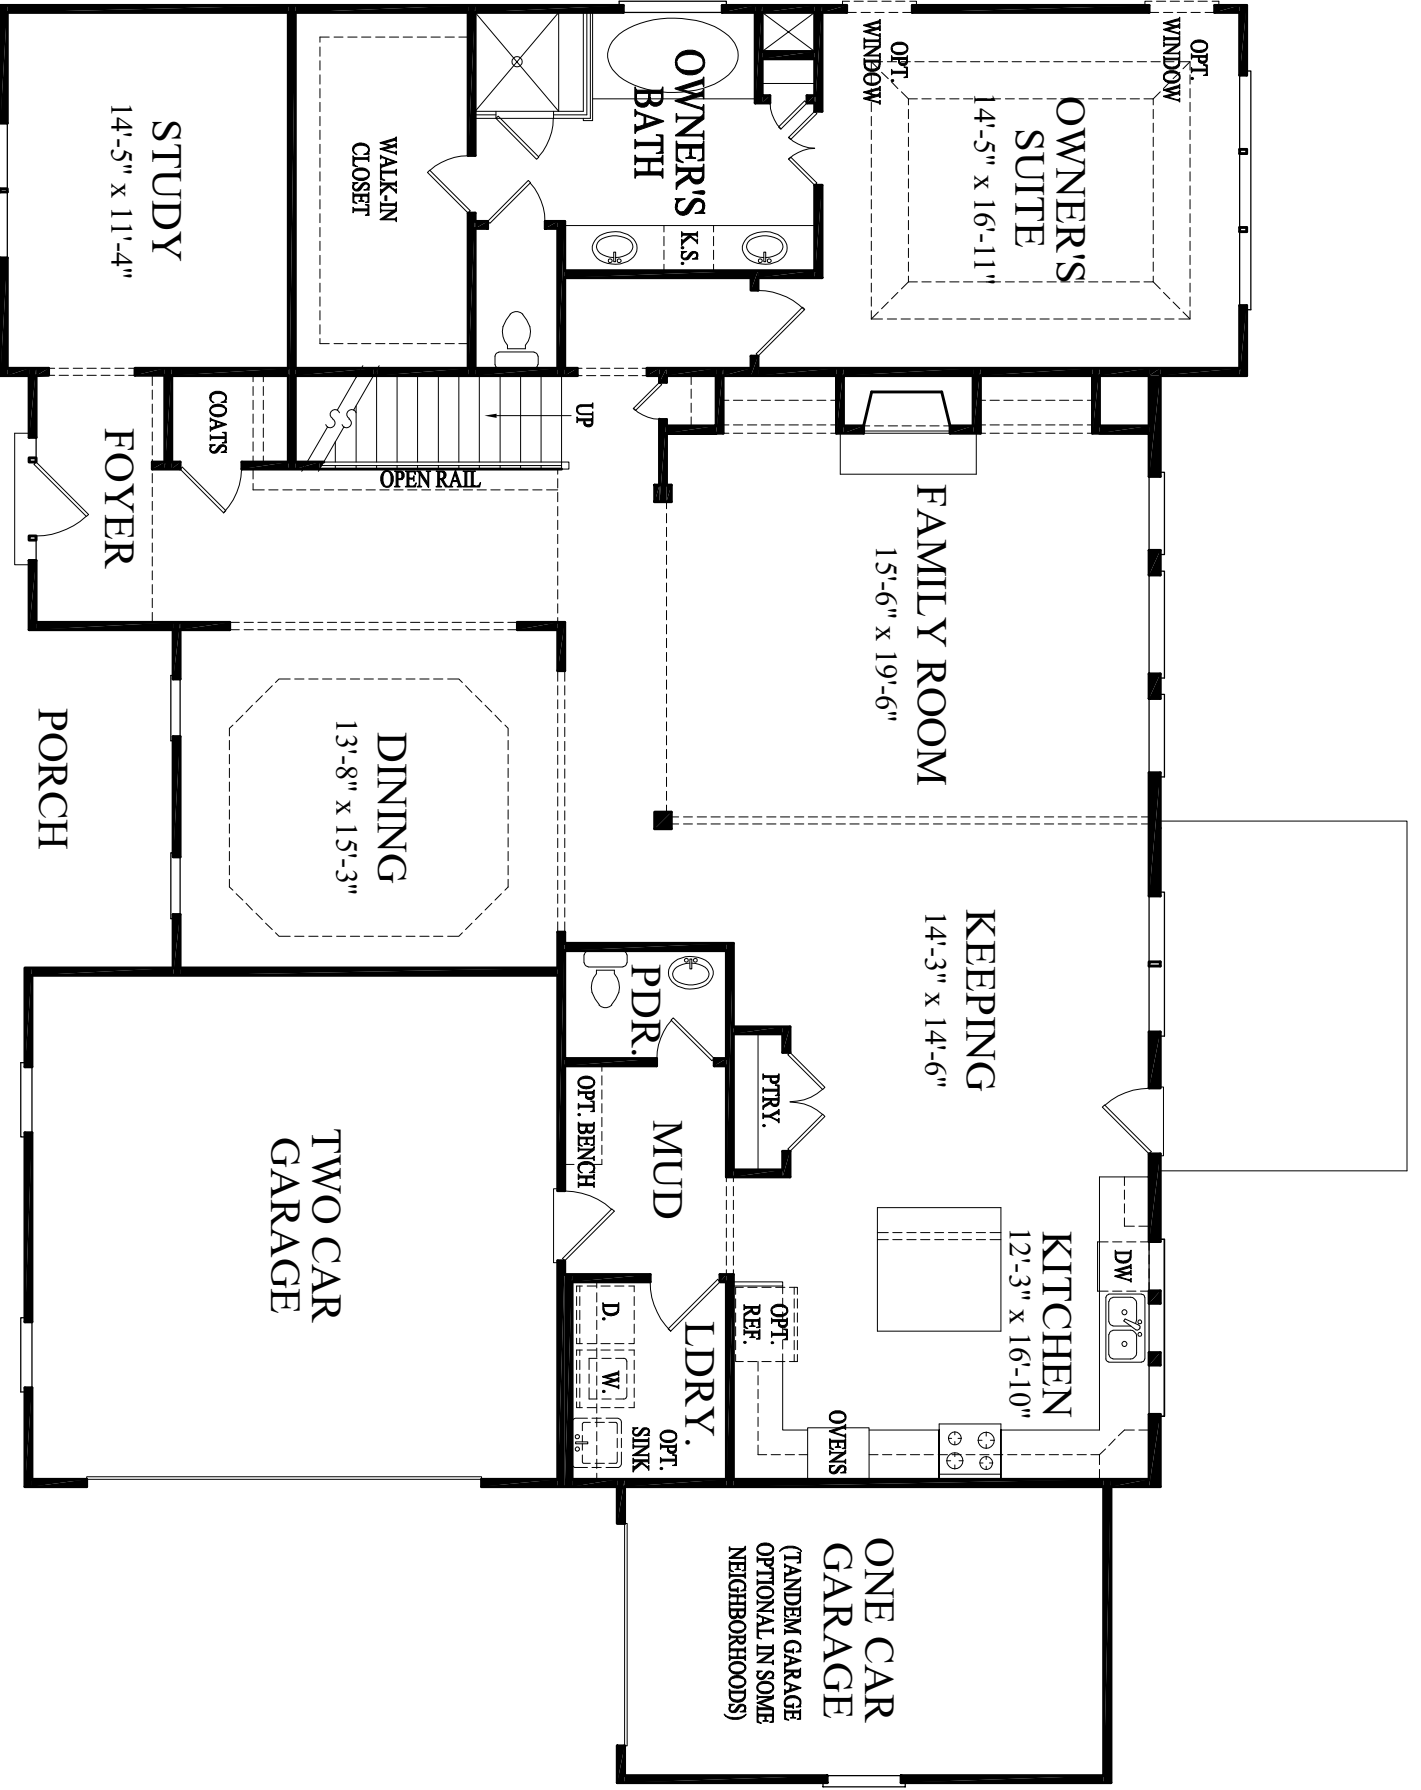 OPT.
WINDOW
OPT.
WINDOW
OWNER'S
SUITE
14'-5" x 16'-11"
OWNER'S
BATH
K.S.
WALK-IN
CLOSET
STUDY
14'-5" x 11'-4"
UP
OPEN RAIL
COATS
FOYER
FAMILY ROOM
15'-6" x 19'-6"
DINING
13'-8" x 15'-3"
PORCH
KEEPING
14'-3" x 14'-6"
PDR.
PTRY.
MUD
OPT. BENCH
KITCHEN
12'-3" x 16'-10"
DW
OPT.
REF.
OVENS
LDRY.
D.
W.
OPT.
SINK
TWO CAR
GARAGE
ONE CAR
GARAGE
(TANDEM GARAGE
OPTIONAL IN SOME
NEIGHBORHOODS)